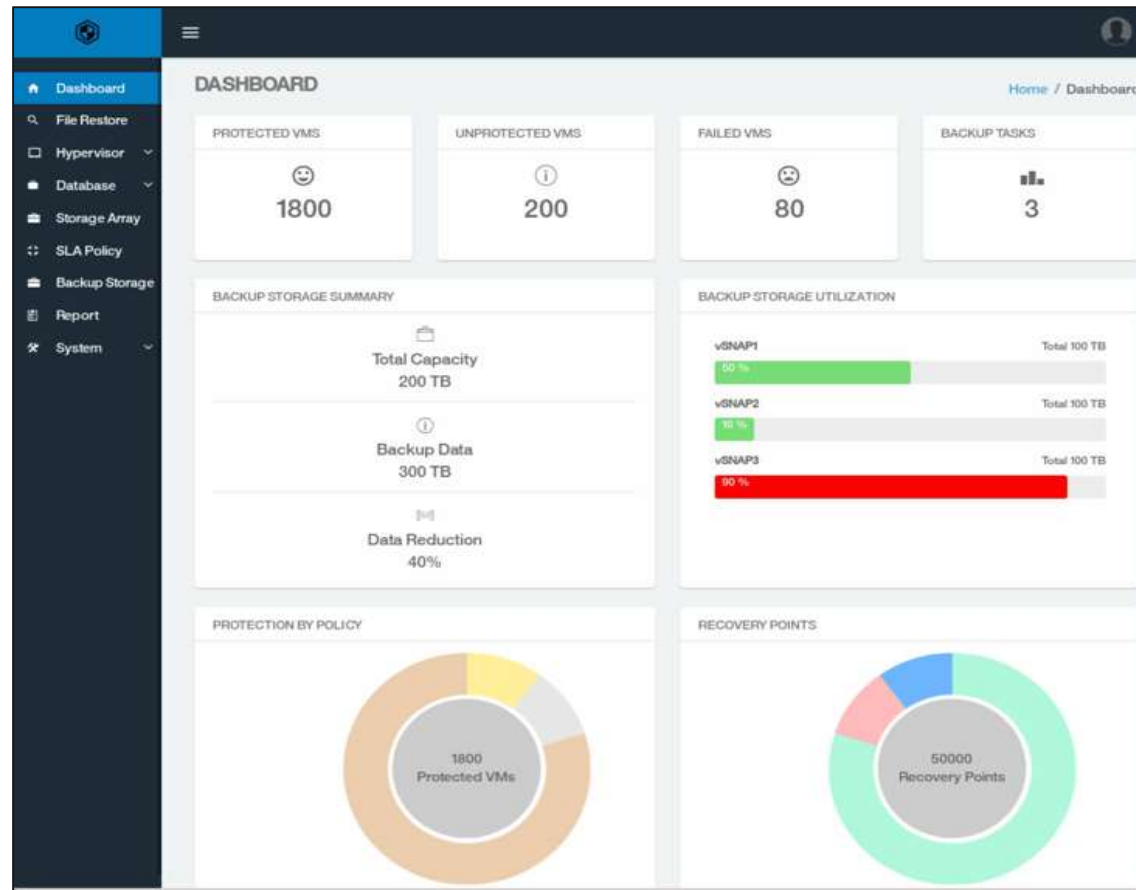 DASHBOARD
Home / Dashboard
Dashboard
File Restore
Hypervisor
Database
Storage Array
SLA Policy
Backup Storage
Report
System
PROTECTED VMS
1800
UNPROTECTED VMS
200
FAILED VMS
80
BACKUP TASKS
3
BACKUP STORAGE SUMMARY
Total Capacity
200 TB
Backup Data
300 TB
Data Reduction
40%
BACKUP STORAGE UTILIZATION
vSNAP1 Total 100 TB
50 %
vSNAP2 Total 100 TB
10 %
vSNAP3 Total 100 TB
90 %
PROTECTION BY POLICY
1800
Protected VMs
RECOVERY POINTS
50000
Recovery Points